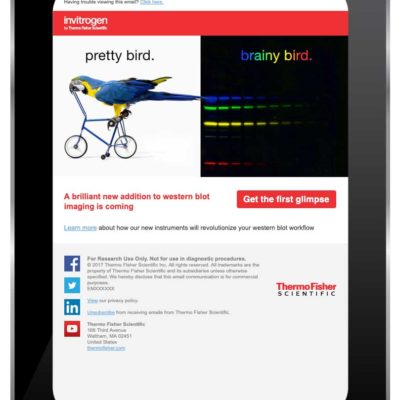 Having trouble viewing this email? Click here.
invitrogen
by Thermo Fisher Scientific
pretty bird.
brainy bird.
A brilliant new addition to western blot
imaging is coming
Get the first glimpse
Learn more about how our new instruments will revolutionize your western blot workflow
For Research Use Only. Not for use in diagnostic procedures.
© 2017 Thermo Fisher Scientific Inc. All rights reserved. All trademarks are the
property of Thermo Fisher Scientific and its subsidiaries unless otherwise
specified. We hereby disclose that this email communication is for commercial
purposes.
EMXXXXXX
View our privacy policy.
Unsubscribe from receiving emails from Thermo Fisher Scientific.
Thermo Fisher Scientific
168 Third Avenue
Waltham, MA 02451
United States
thermofisher.com
ThermoFisher
SCIENTIFIC